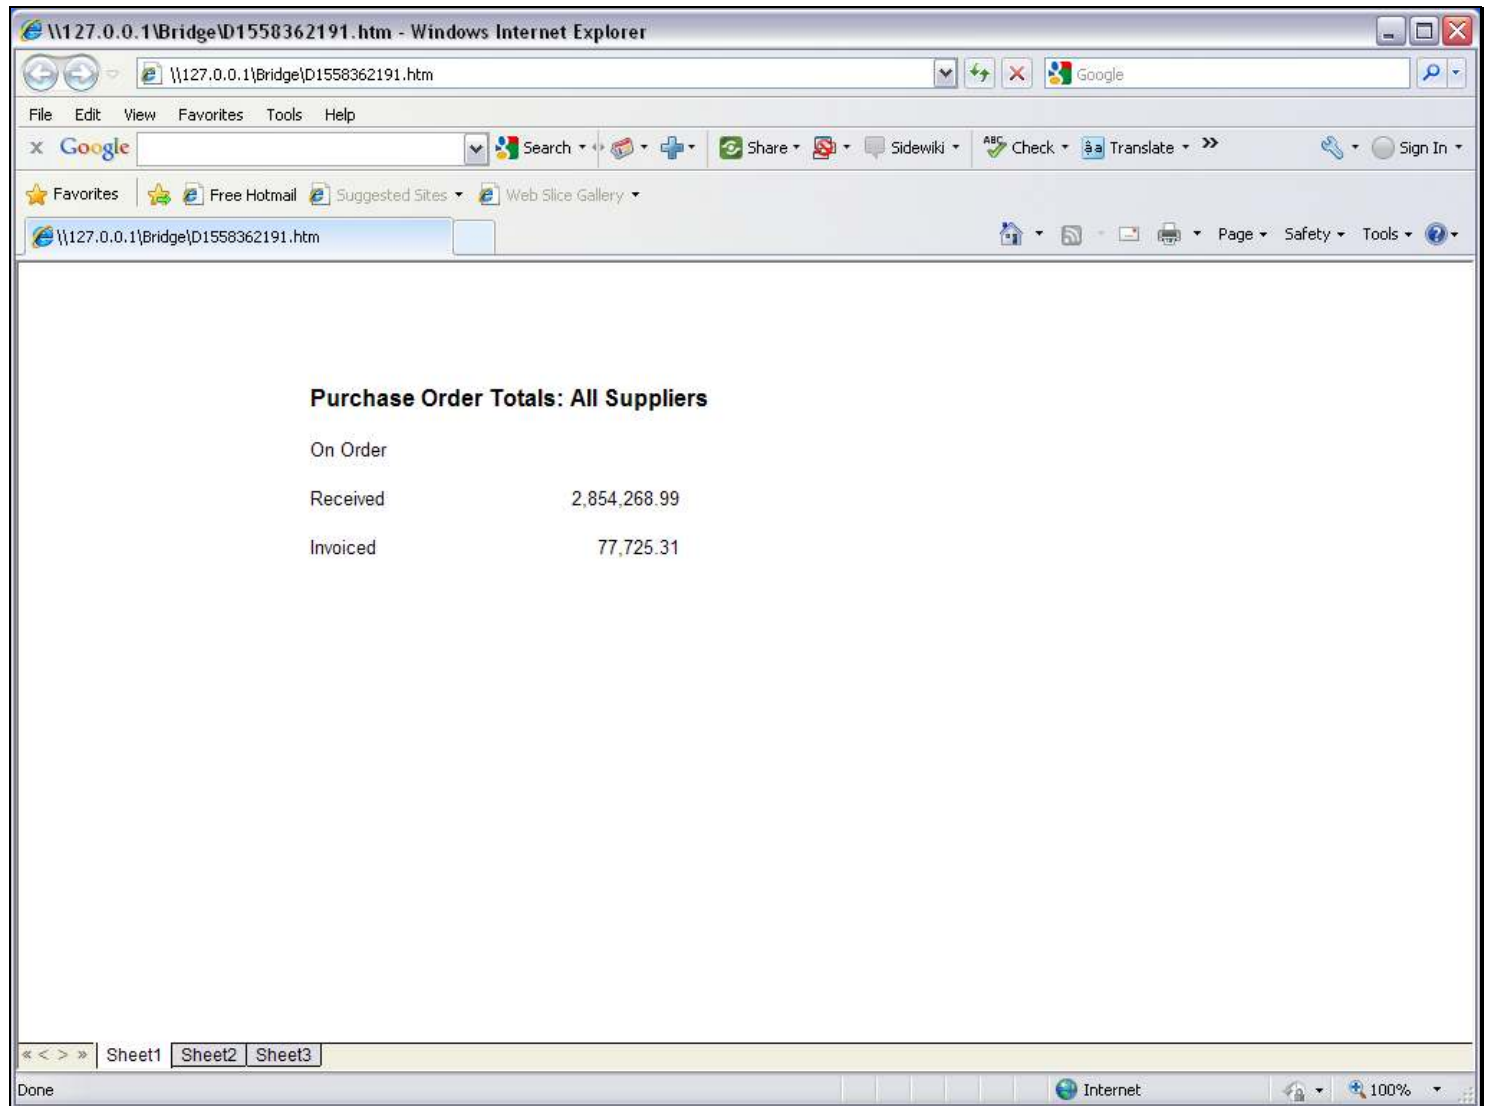 \\127.0.0.1\Bridge\D1558362191.htm - Windows Internet Explorer
\\127.0.0.1\Bridge\D1558362191.htm Google
File Edit View Favorites Tools Help
x Google Search Share Sidewiki ABC Check āa Translate » Sign In
Favorites Free Hotmail Suggested Sites Web Slice Gallery
\\127.0.0.1\Bridge\D1558362191.htm Page Safety Tools
Purchase Order Totals: All Suppliers
On Order
Received 2,854,268.99
Invoiced 77,725.31
« < > » Sheet1 Sheet2 Sheet3
Done Internet 100%